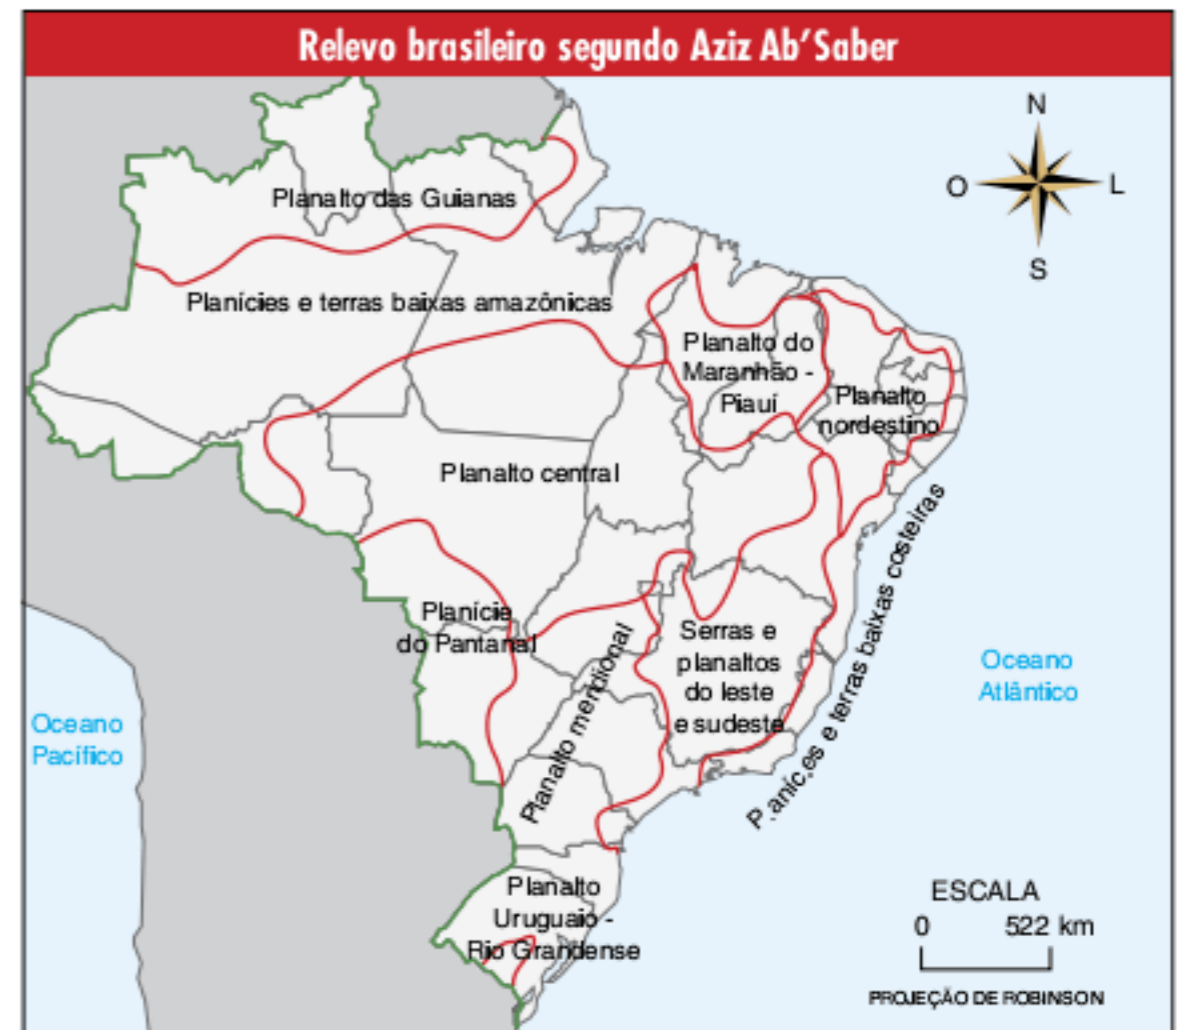 Relevo brasileiro segundo Aziz Ab'Saber
N
O
L
S
Planalto das Guianas
Planícies e terras baixas amazônicas
Planalto do
Maranhão -
Piauí
Planalto
nordestino
Planalto central
Planície
do Pantanal
Planalto meridional
Serras e
planaltos
do leste
e sudeste
P.aníc,es e terras baixas costeiras
Oceano
Atlântico
Oceano
Pacífico
Planalto
Uruguaio -
Rio Grandense
ESCALA
0 522 km
PROJEÇÃO DE ROBINSON